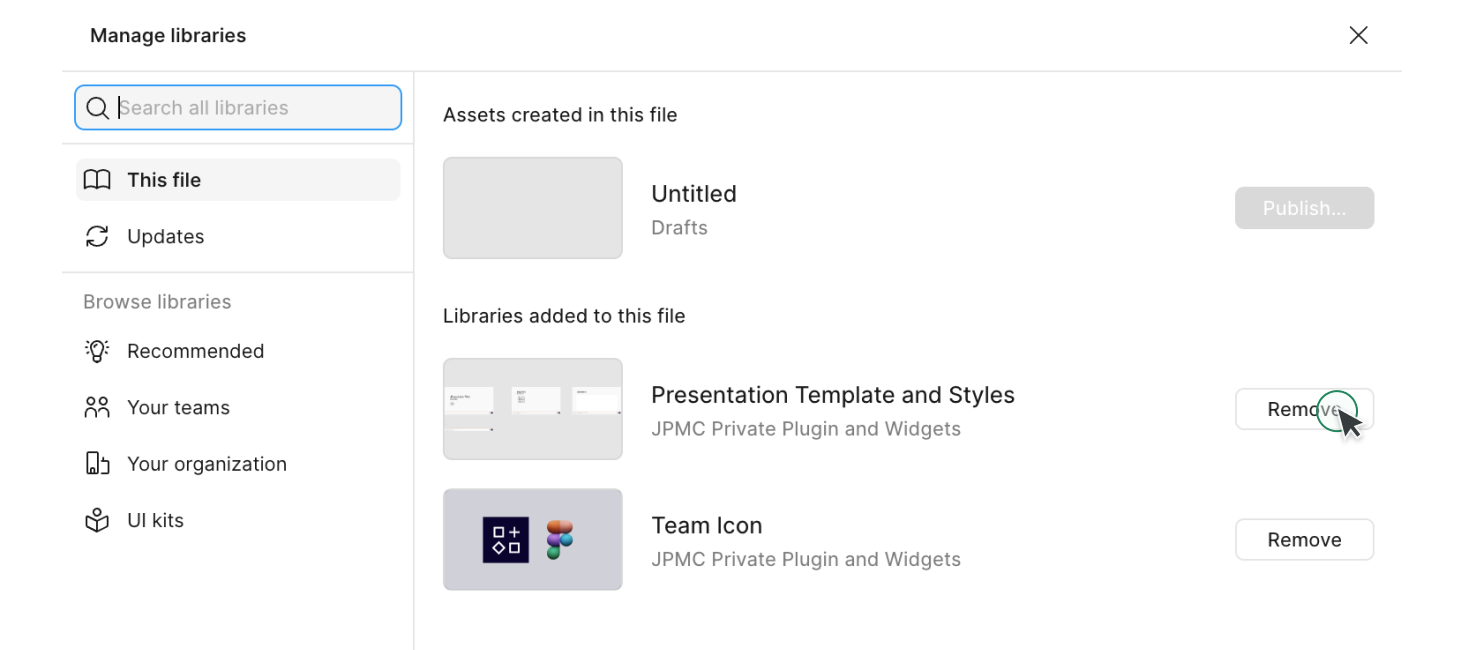 Manage libraries
Search all libraries
This file
Updates
Browse libraries
Recommended
Your teams
Your organization
UI kits
Assets created in this file
Untitled
Drafts
Publish...
Libraries added to this file
Presentation Template and Styles
JPMC Private Plugin and Widgets
Remove
Team Icon
JPMC Private Plugin and Widgets
Remove